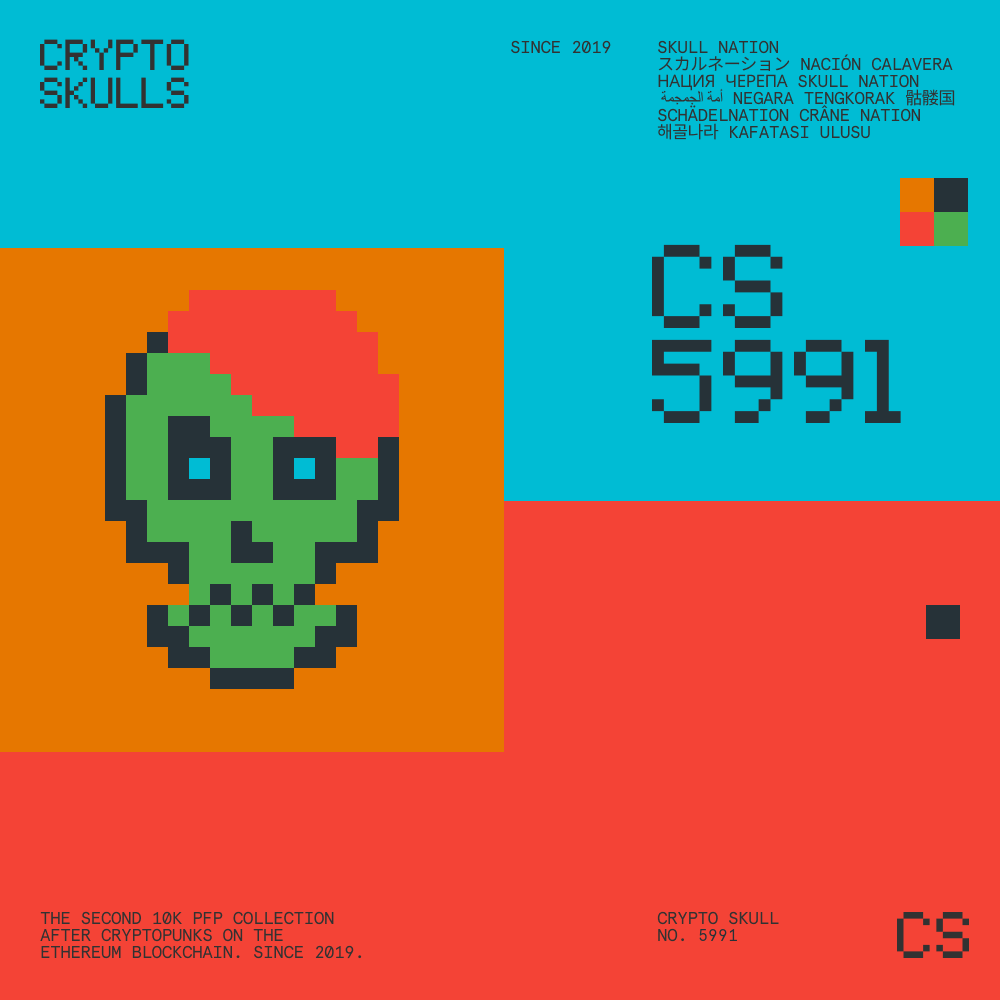 CRYPTO
SKULLS
SINCE 2019
SKULL NATION
スカルネーション NACIÓN CALAVERA
НАЦИЯ ЧЕРЕПА SKULL NATION
أمة الجمجمة NEGARA TENGKORAK 骷髅国
SCHÄDELNATION CRÂNE NATION
해골나라 KAFATASI ULUSU
CS
5991
THE SECOND 10K PFP COLLECTION
AFTER CRYPTOPUNKS ON THE
ETHEREUM BLOCKCHAIN. SINCE 2019.
CRYPTO SKULL
NO. 5991
CS